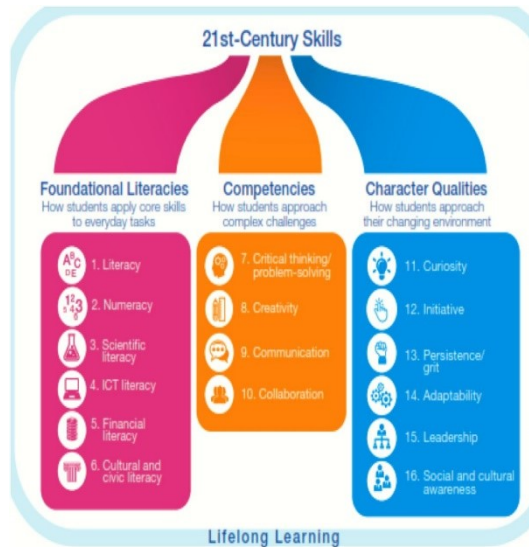 21st-Century Skills
Foundational Literacies
How students apply core skills
to everyday tasks
1. Literacy
2. Numeracy
3. Scientific
literacy
4. ICT literacy
5. Financial
literacy
6. Cultural and
civic literacy
Competencies
How students approach
complex challenges
7. Critical thinking/
problem-solving
8. Creativity
9. Communication
10. Collaboration
Character Qualities
How students approach
their changing environment
11. Curiosity
12. Initiative
13. Persistence/
grit
14. Adaptability
15. Leadership
16. Social and cultural
awareness
Lifelong Learning